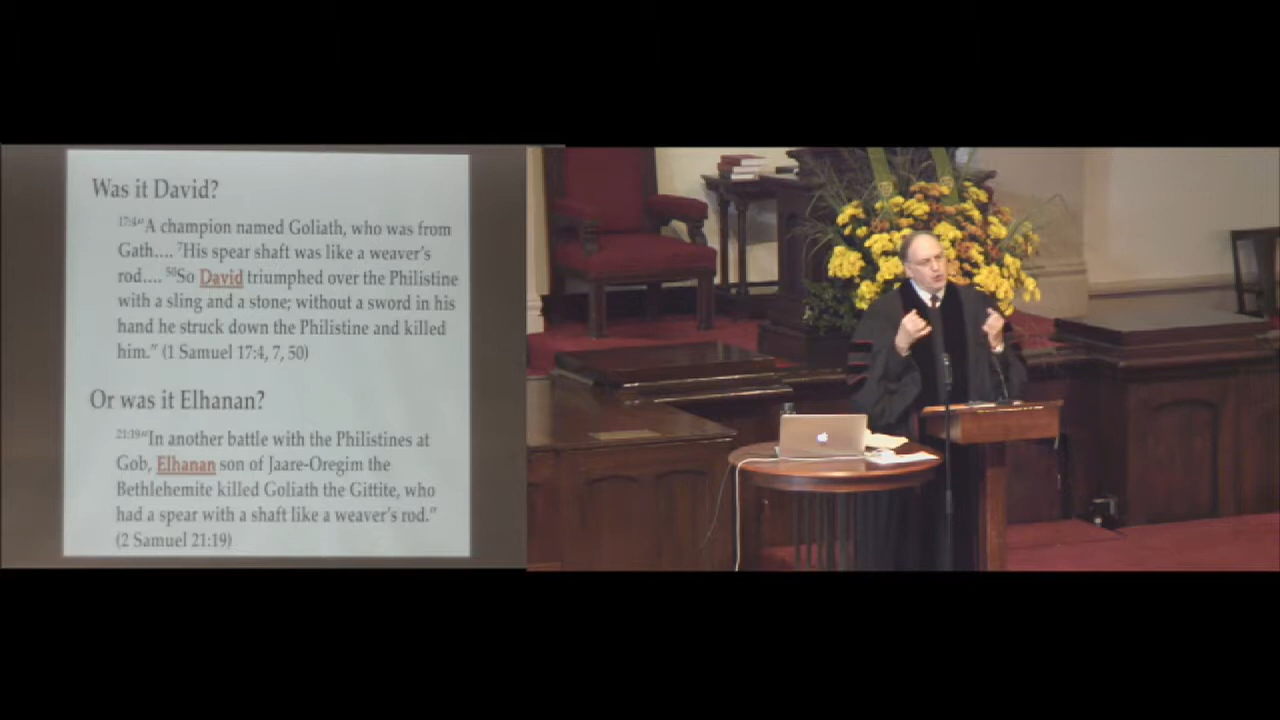 Was it David?
17:4“A champion named Goliath, who was from
Gath.... 7His spear shaft was like a weaver's
rod.... 50So David triumphed over the Philistine
with a sling and a stone; without a sword in his
hand he struck down the Philistine and killed
him.” (1 Samuel 17:4, 7, 50)
Or was it Elhanan?
21:19“In another battle with the Philistines at
Gob, Elhanan son of Jaare-Oregim the
Bethlehemite killed Goliath the Gittite, who
had a spear with a shaft like a weaver's rod.”
(2 Samuel 21:19)